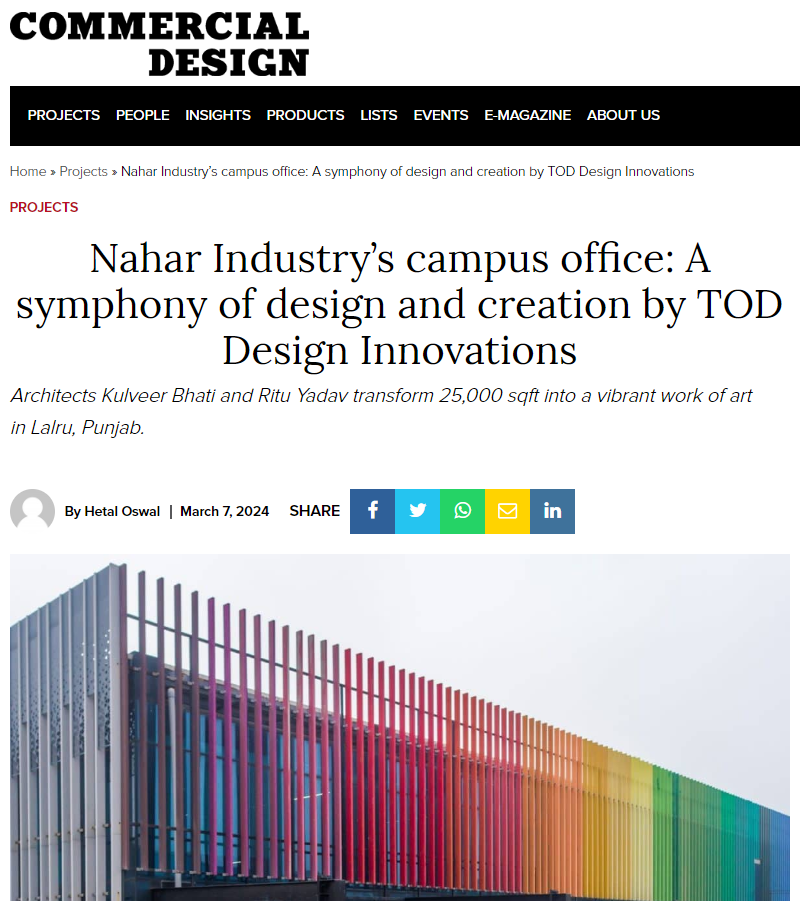 COMMERCIAL
DESIGN
PROJECTS PEOPLE INSIGHTS PRODUCTS LISTS EVENTS E-MAGAZINE ABOUT US
Home » Projects » Nahar Industry’s campus office: A symphony of design and creation by TOD Design Innovations
PROJECTS
Nahar Industry’s campus office: A
symphony of design and creation by TOD
Design Innovations
Architects Kulveer Bhati and Ritu Yadav transform 25,000 sqft into a vibrant work of art
in Lalru, Punjab.
By Hetal Oswal | March 7, 2024 SHARE